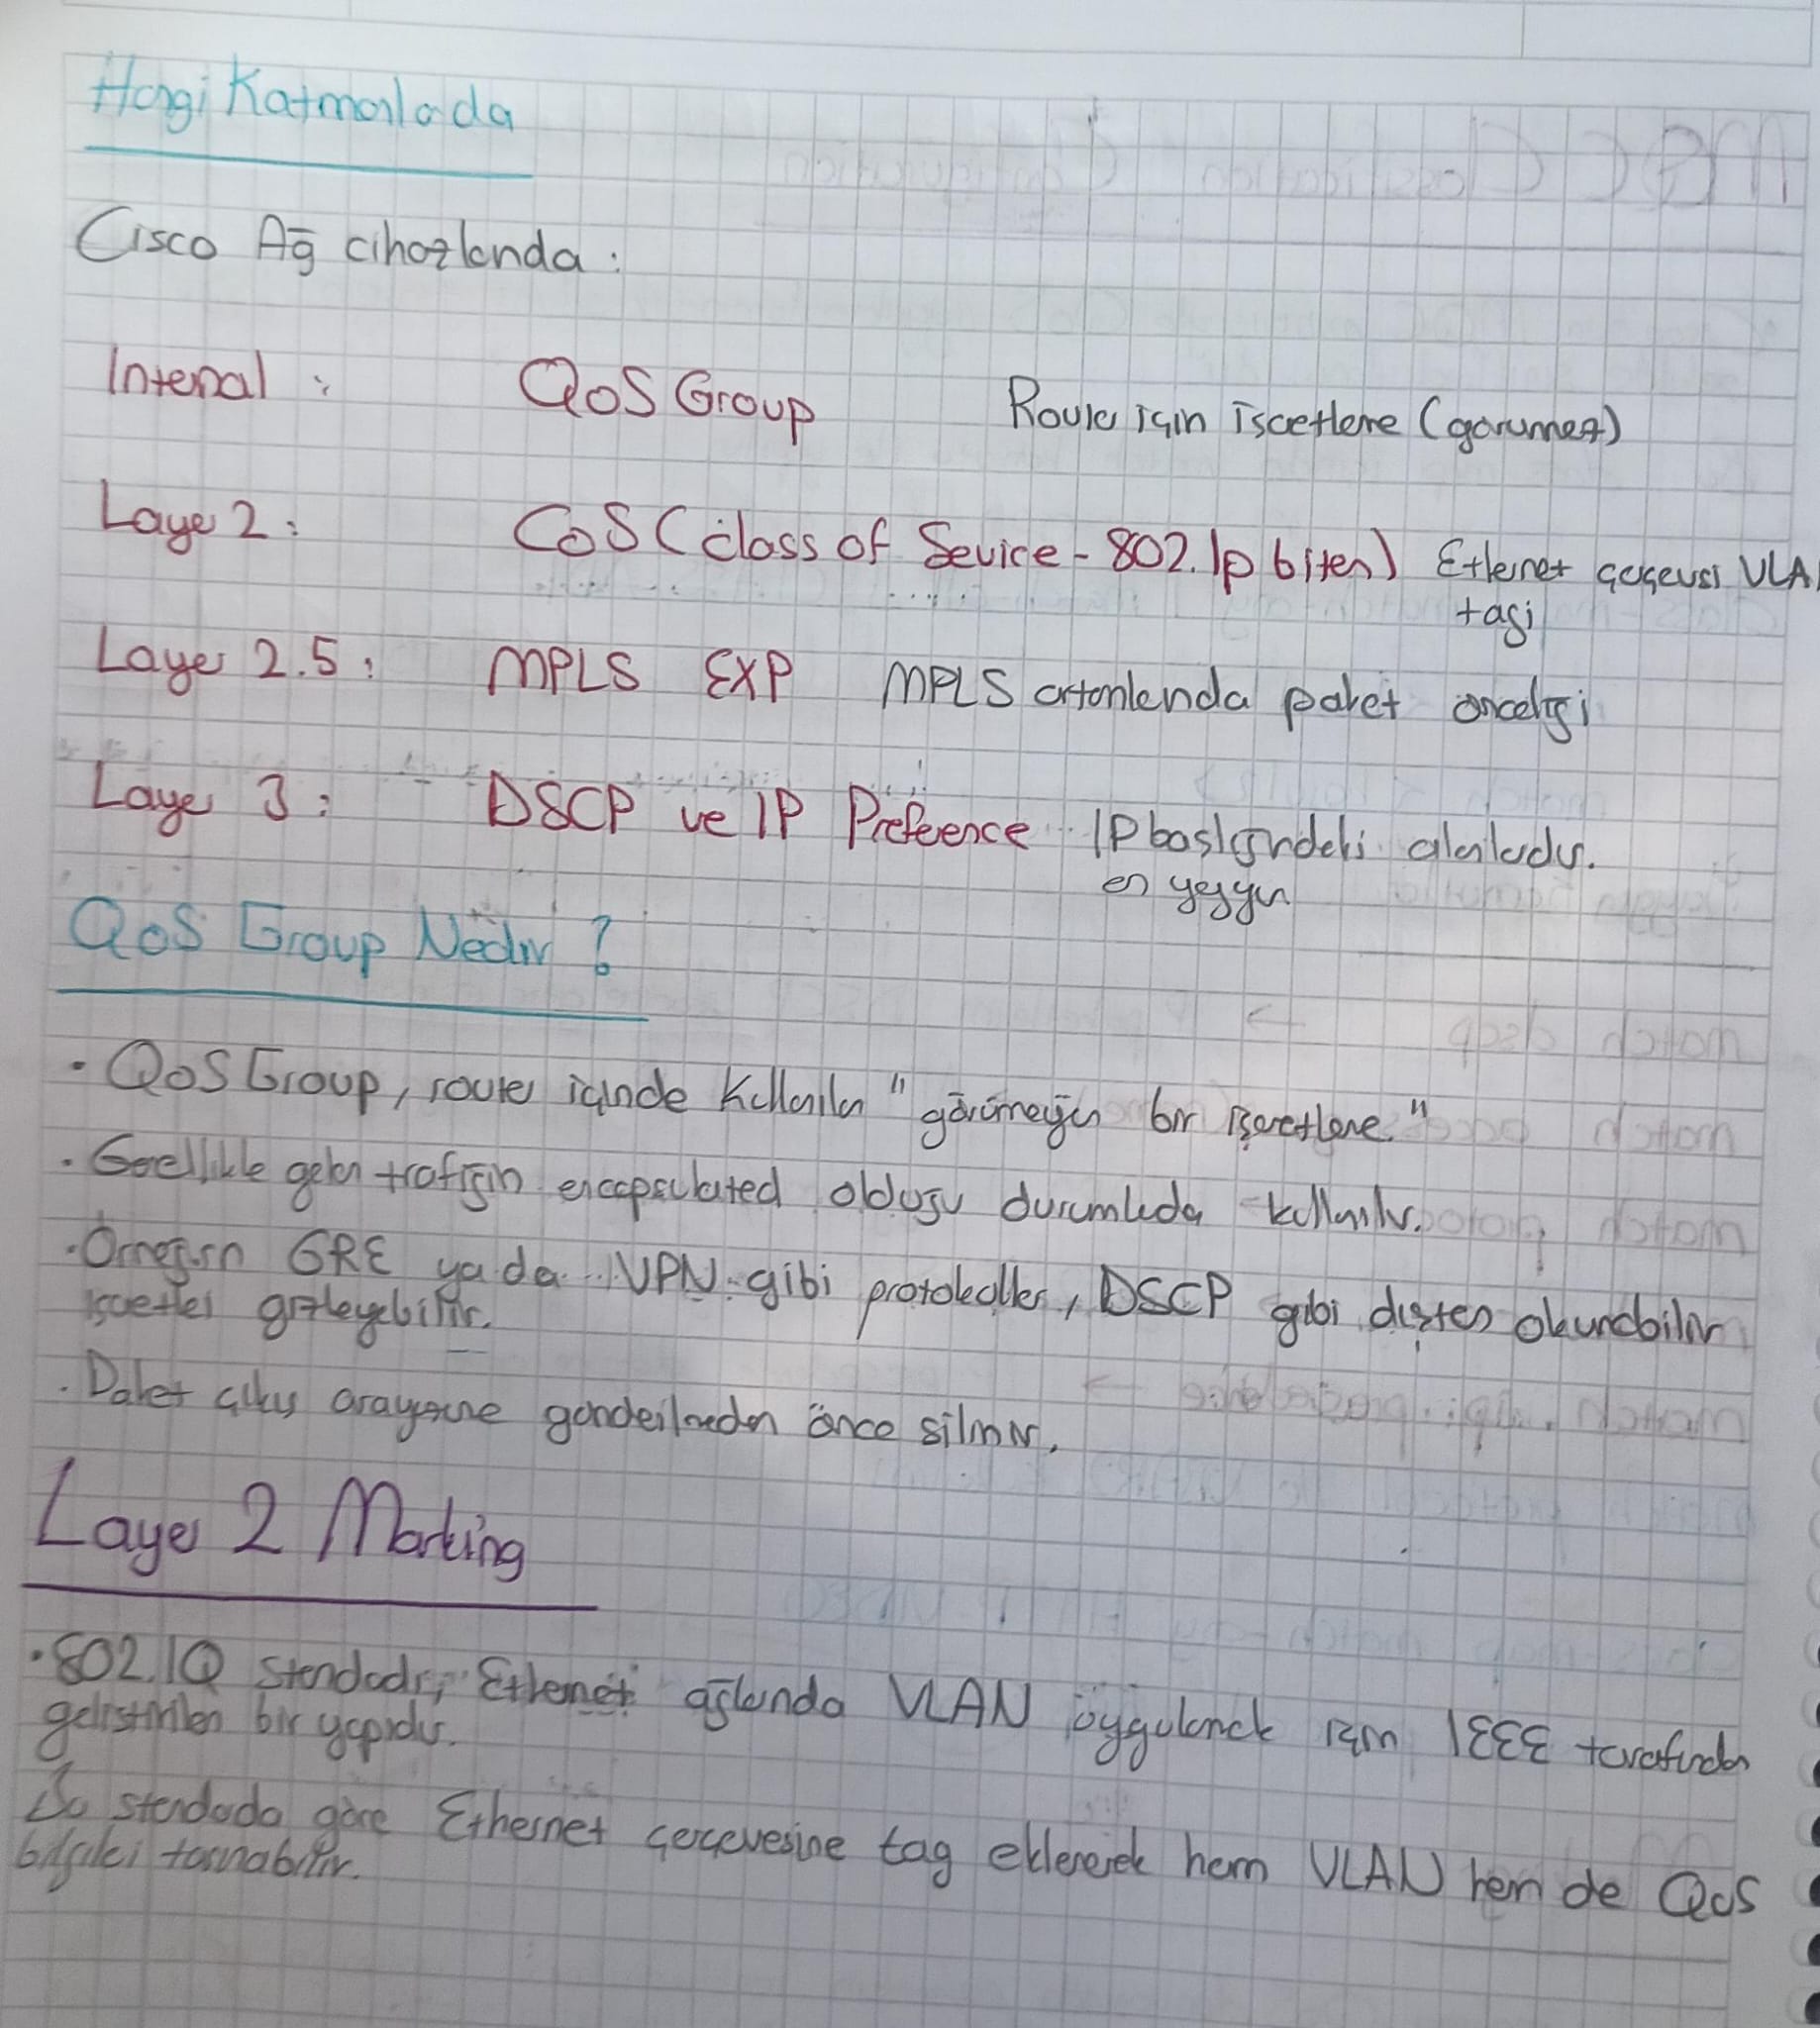 Hangi Katmanlarda
Cisco Ağ cihazlarında :
Internal : QoS Group Router için İşaretleme (görünmez)
Layer 2 : CoS (class of Service - 802.1p bitleri) Ethernet çerçevesi VLA
tagi
Layer 2.5 : MPLS EXP MPLS ortamlarında paket önceliği
Layer 3 : DSCP ve IP Preference IP başlığındaki alanlardır.
en yaygın
QoS Group Nedir ?
• QoS Group, router içinde kullanılan " görünmeyen bir işaretleme."
• Genellikle gelen trafiğin encapsulated olduğu durumlarda kullanılır.
• Örneğin GRE ya da VPN gibi protokoller, DSCP gibi dıştan okunabilir
işaretleri gizleyebilir.
• Paket çıkış arayüzüne gönderilmeden önce silinir.
Layer 2 Marking
• 802.1Q standardı, Ethernet ağlarında VLAN uygulamak için IEEE tarafından
geliştirilen bir yapıdır.
Bu standarda göre Ethernet çerçevesine tag eklenerek hem VLAN hem de QoS
bilgileri taşınabilir.